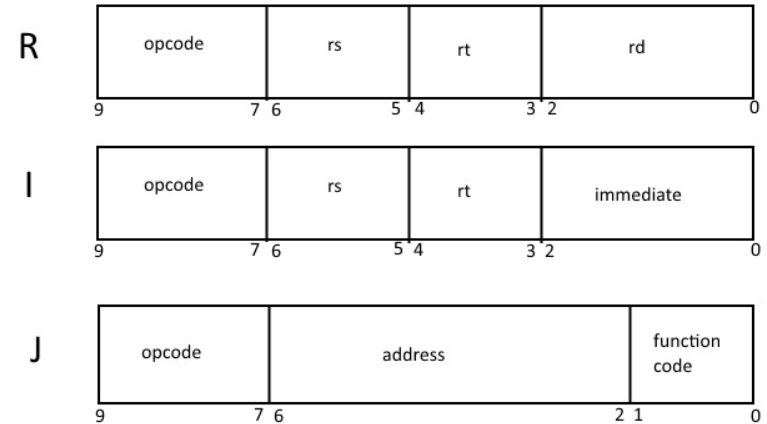 R
opcode rs rt rd
9 7 6 5 4 3 2 0
I
opcode rs rt immediate
9 7 6 5 4 3 2 0
J
opcode address function
code
9 7 6 2 1 0